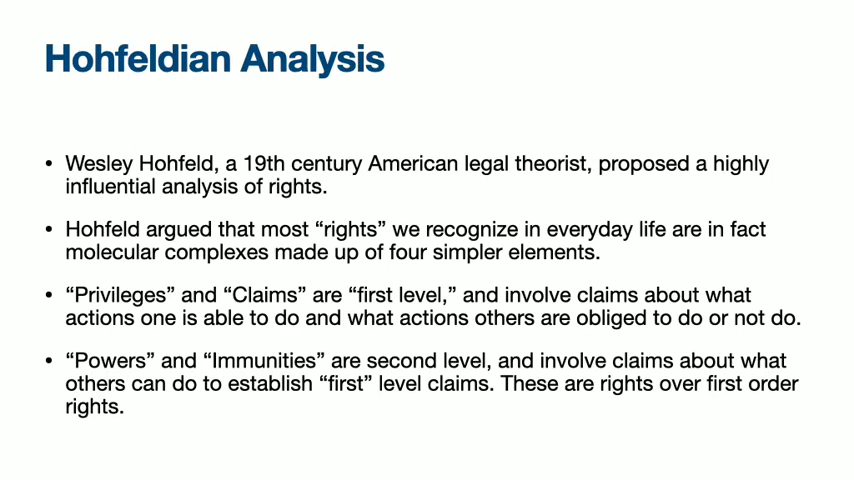 Hohfeldian Analysis
• Wesley Hohfeld, a 19th century American legal theorist, proposed a highly
influential analysis of rights.
• Hohfeld argued that most “rights” we recognize in everyday life are in fact
molecular complexes made up of four simpler elements.
• “Privileges” and “Claims” are “first level,” and involve claims about what
actions one is able to do and what actions others are obliged to do or not do.
• “Powers” and “Immunities” are second level, and involve claims about what
others can do to establish “first” level claims. These are rights over first order
rights.